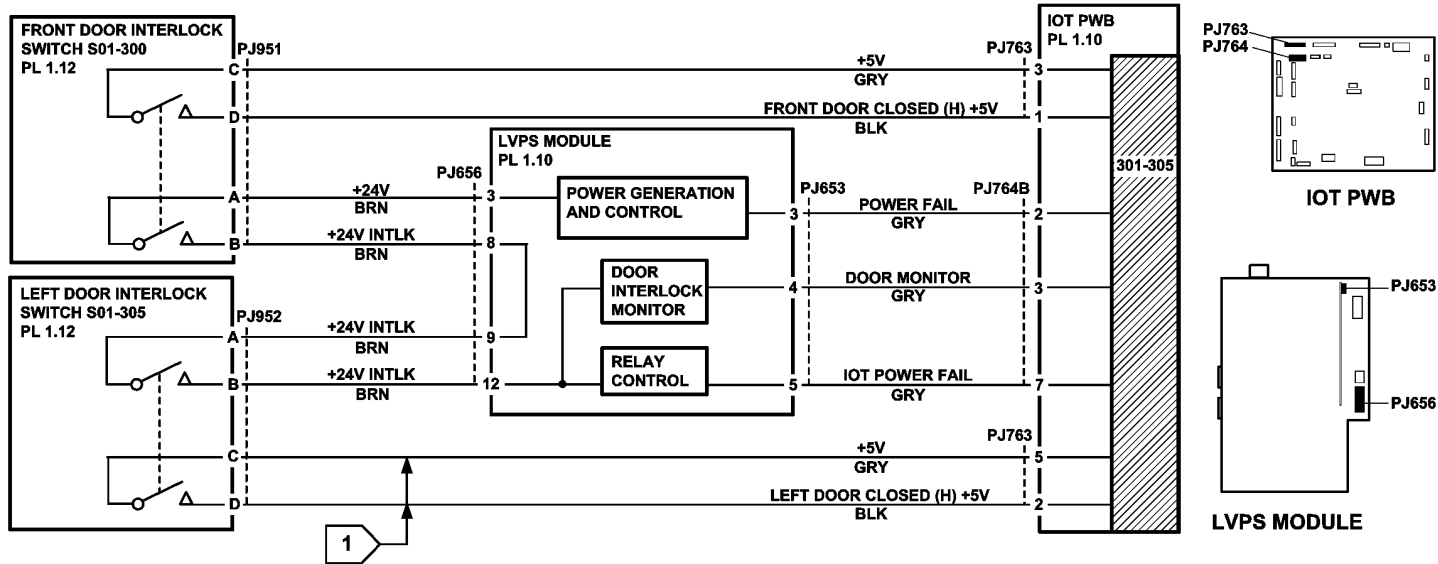 FRONT DOOR INTERLOCK
SWITCH S01-300
PL 1.12
PJ951
C
D
A
B
+5V
GRY
FRONT DOOR CLOSED (H) +5V
BLK
PJ763
3
1
IOT PWB
PL 1.10
301-305
LVPS MODULE
PL 1.10
PJ656
+24V
BRN
3
+24V INTLK
BRN
8
POWER GENERATION
AND CONTROL
PJ653
3
POWER FAIL
GRY
PJ764B
2
DOOR
INTERLOCK
MONITOR
4
DOOR MONITOR
GRY
3
LEFT DOOR INTERLOCK
SWITCH S01-305
PL 1.12
PJ952
A
B
C
D
+24V INTLK
BRN
9
+24V INTLK
BRN
12
RELAY
CONTROL
5
IOT POWER FAIL
GRY
7
+5V
GRY
PJ763
5
LEFT DOOR CLOSED (H) +5V
BLK
2
1
PJ763
PJ764
IOT PWB
PJ653
PJ656
LVPS MODULE